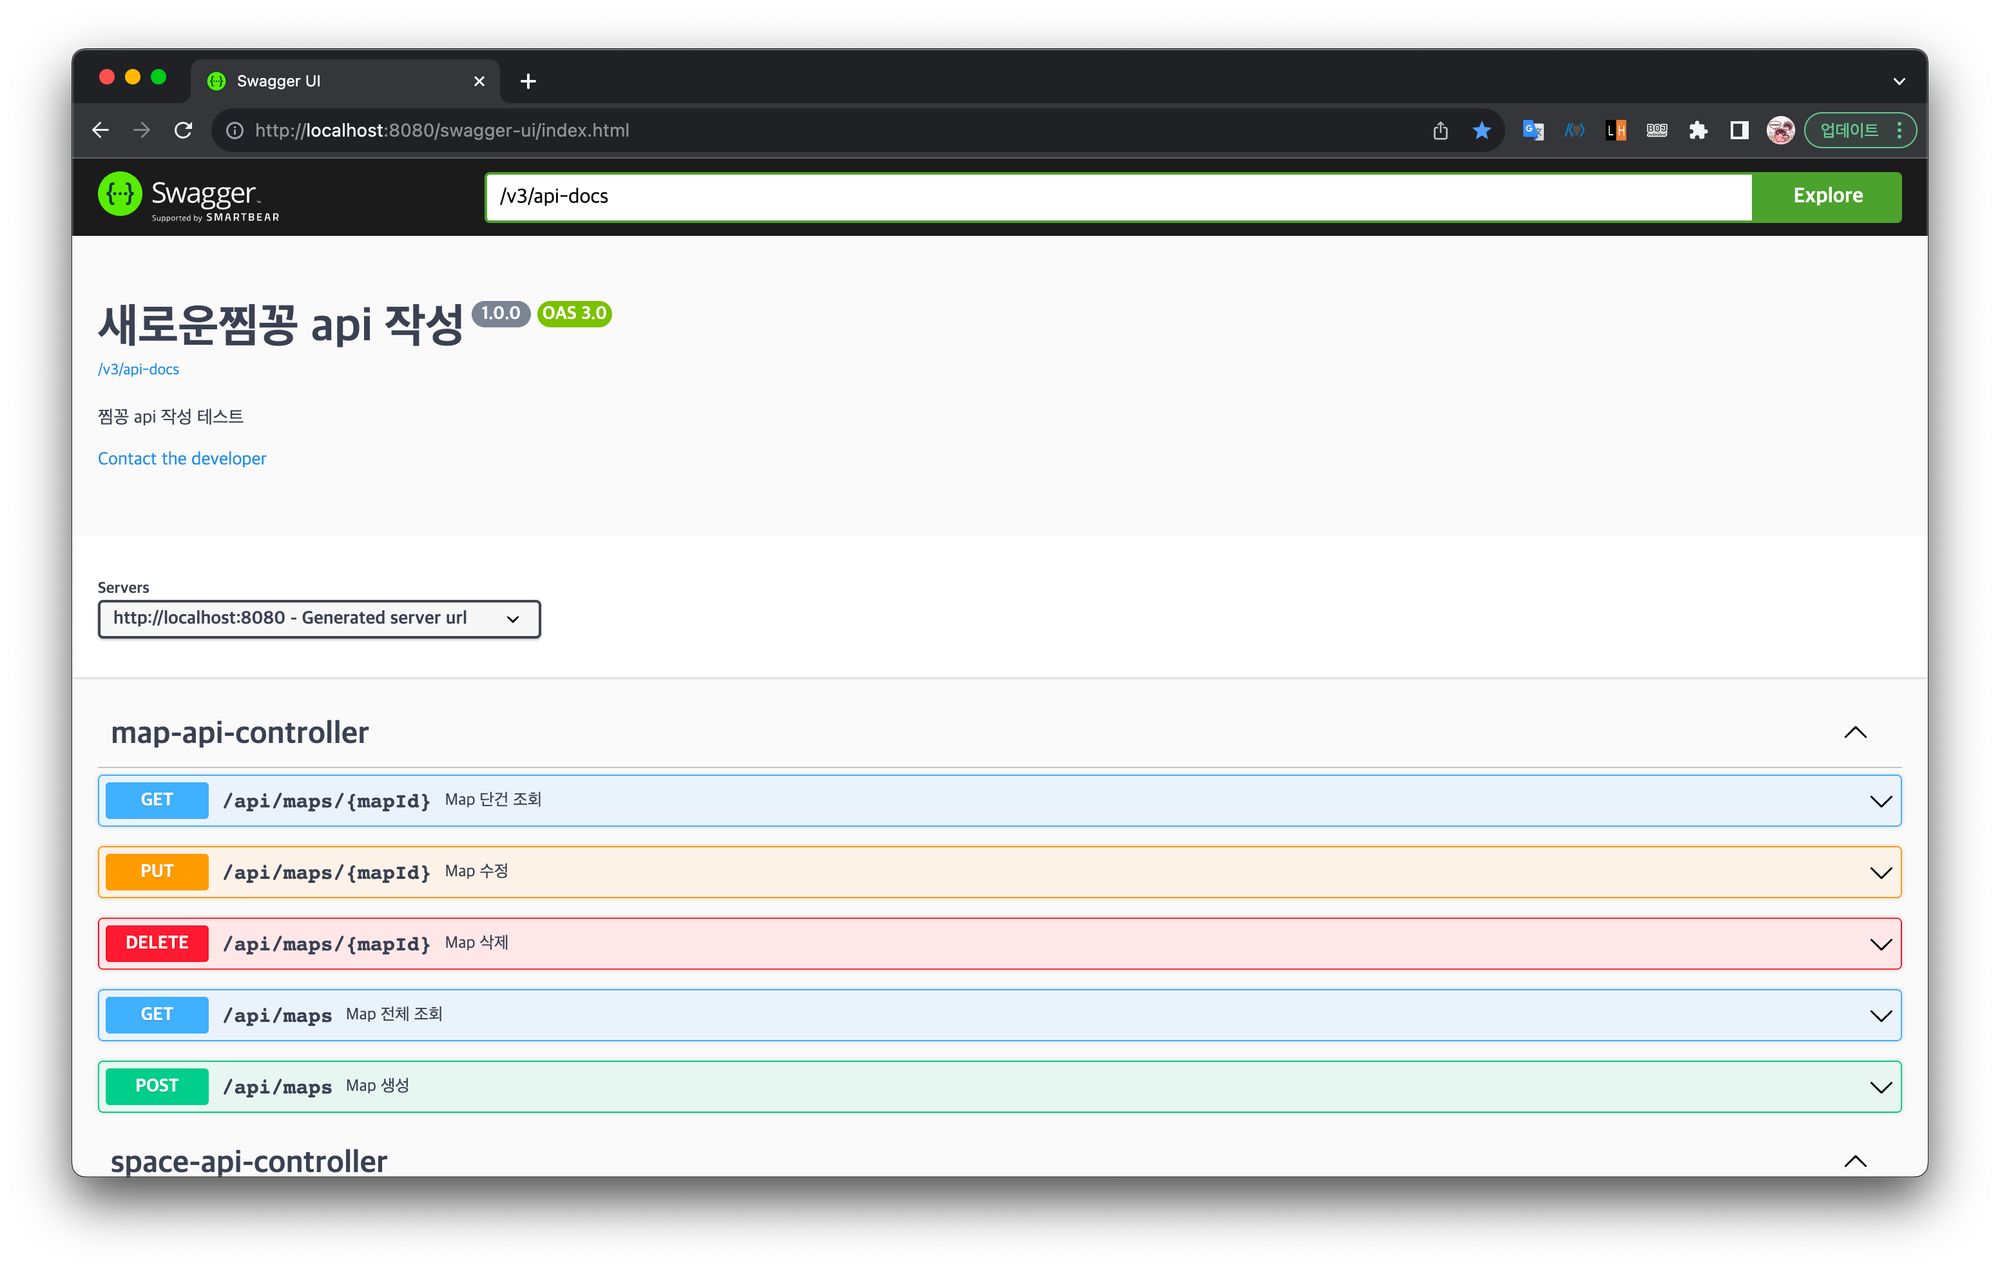 Swagger UI
http://localhost:8080/swagger-ui/index.html
LH
BOJ
업데이트
Swagger
Supported by SMARTBEAR
/v3/api-docs
Explore
새로운찜꽁 api 작성 1.0.0 OAS 3.0
/v3/api-docs
찜꽁 api 작성 테스트
Contact the developer
Servers
http://localhost:8080 - Generated server url
map-api-controller
GET /api/maps/{mapId} Map 단건 조회
PUT /api/maps/{mapId} Map 수정
DELETE /api/maps/{mapId} Map 삭제
GET /api/maps Map 전체 조회
POST /api/maps Map 생성
space-api-controller